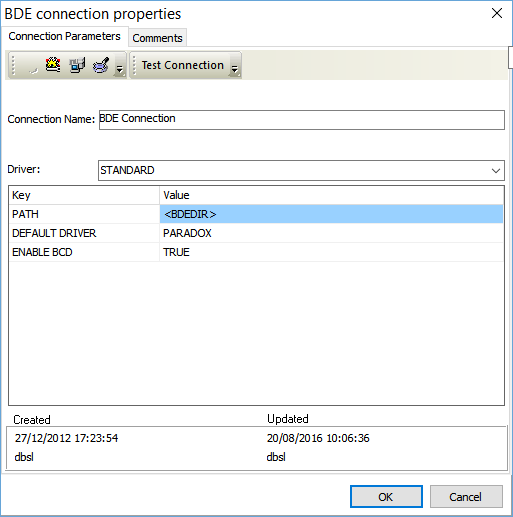 BDE connection properties
Connection Parameters Comments
Test Connection
Connection Name: BDE Connection
Driver: STANDARD
Key Value
PATH <BDEDIR>
DEFAULT DRIVER PARADOX
ENABLE BCD TRUE
Created Updated
27/12/2012 17:23:54 20/08/2016 10:06:36
dbsl dbsl
OK Cancel